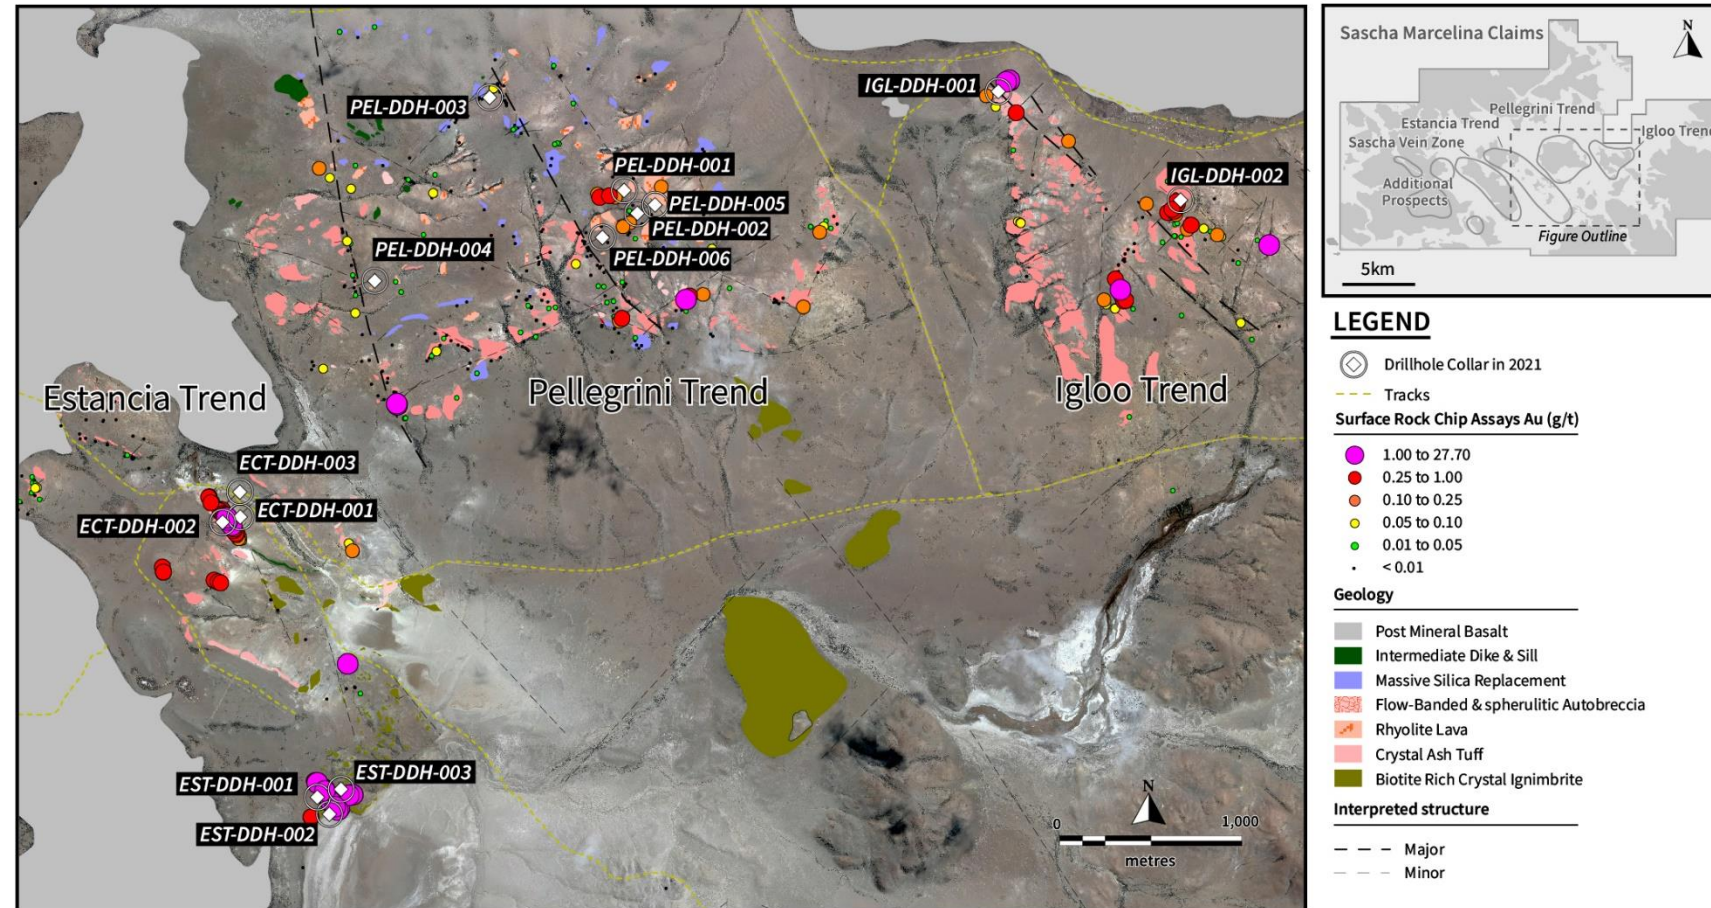 PEL-DDH-003
IGL-DDH-001
PEL-DDH-001
IGL-DDH-002
PEL-DDH-005
PEL-DDH-002
PEL-DDH-004
PEL-DDH-006
Estancia Trend
Pellegrini Trend
Igloo Trend
ECT-DDH-003
ECT-DDH-001
ECT-DDH-002
EST-DDH-003
EST-DDH-001
EST-DDH-002
N
0
1,000
metres
Sascha Marcelina Claims
N
Pellegrini Trend
Estancia Trend
Igloo Trend
Sascha Vein Zone
Additional
Prospects
Figure Outline
5km
LEGEND
Drillhole Collar in 2021
Tracks
Surface Rock Chip Assays Au (g/t)
1.00 to 27.70
0.25 to 1.00
0.10 to 0.25
0.05 to 0.10
0.01 to 0.05
< 0.01
Geology
Post Mineral Basalt
Intermediate Dike & Sill
Massive Silica Replacement
Flow-Banded & spherulitic Autobreccia
Rhyolite Lava
Crystal Ash Tuff
Biotite Rich Crystal Ignimbrite
Interpreted structure
Major
Minor